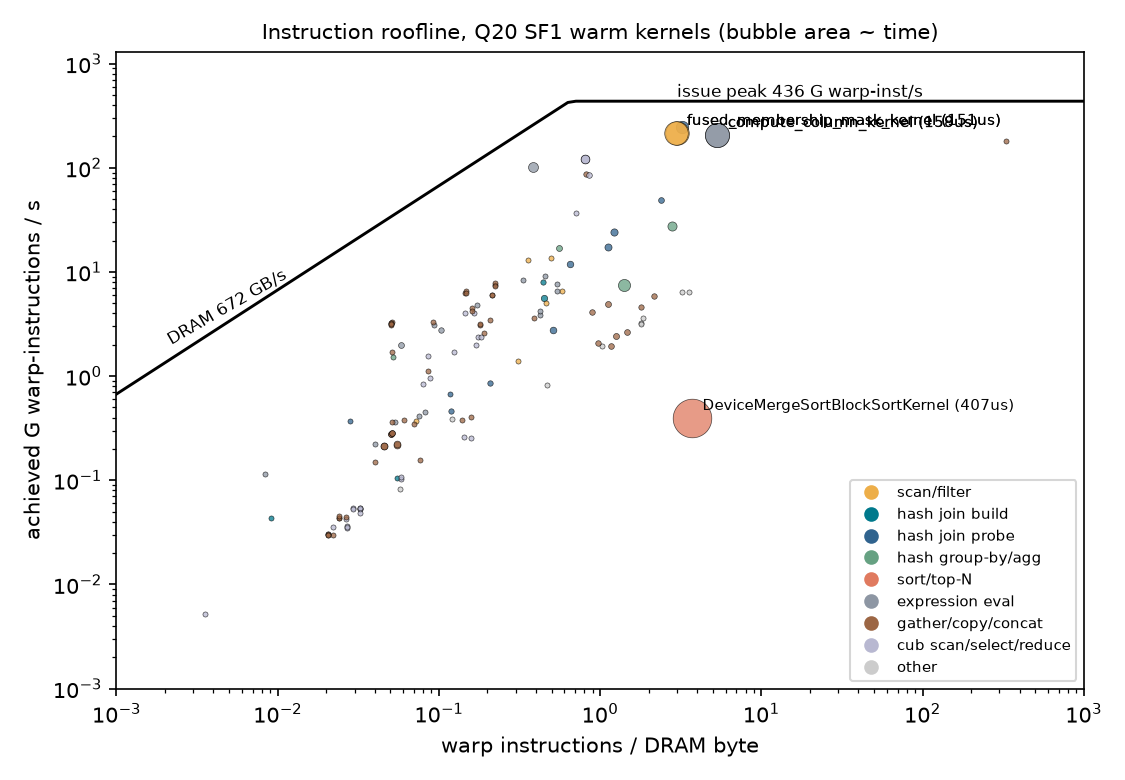 Instruction roofline, Q20 SF1 warm kernels (bubble area ~ time)
achieved G warp-instructions / s
10³
10²
10¹
10⁰
10⁻¹
10⁻²
10⁻³
issue peak 436 G warp-inst/s
fused_membership_mask_kernel (151us)
compute_column_kernel
DRAM 672 GB/s
DeviceMergeSortBlockSortKernel (407us)
scan/filter
hash join build
hash join probe
hash group-by/agg
sort/top-N
expression eval
gather/copy/concat
cub scan/select/reduce
other
10⁻³
10⁻²
10⁻¹
10⁰
10¹
10²
10³
warp instructions / DRAM byte